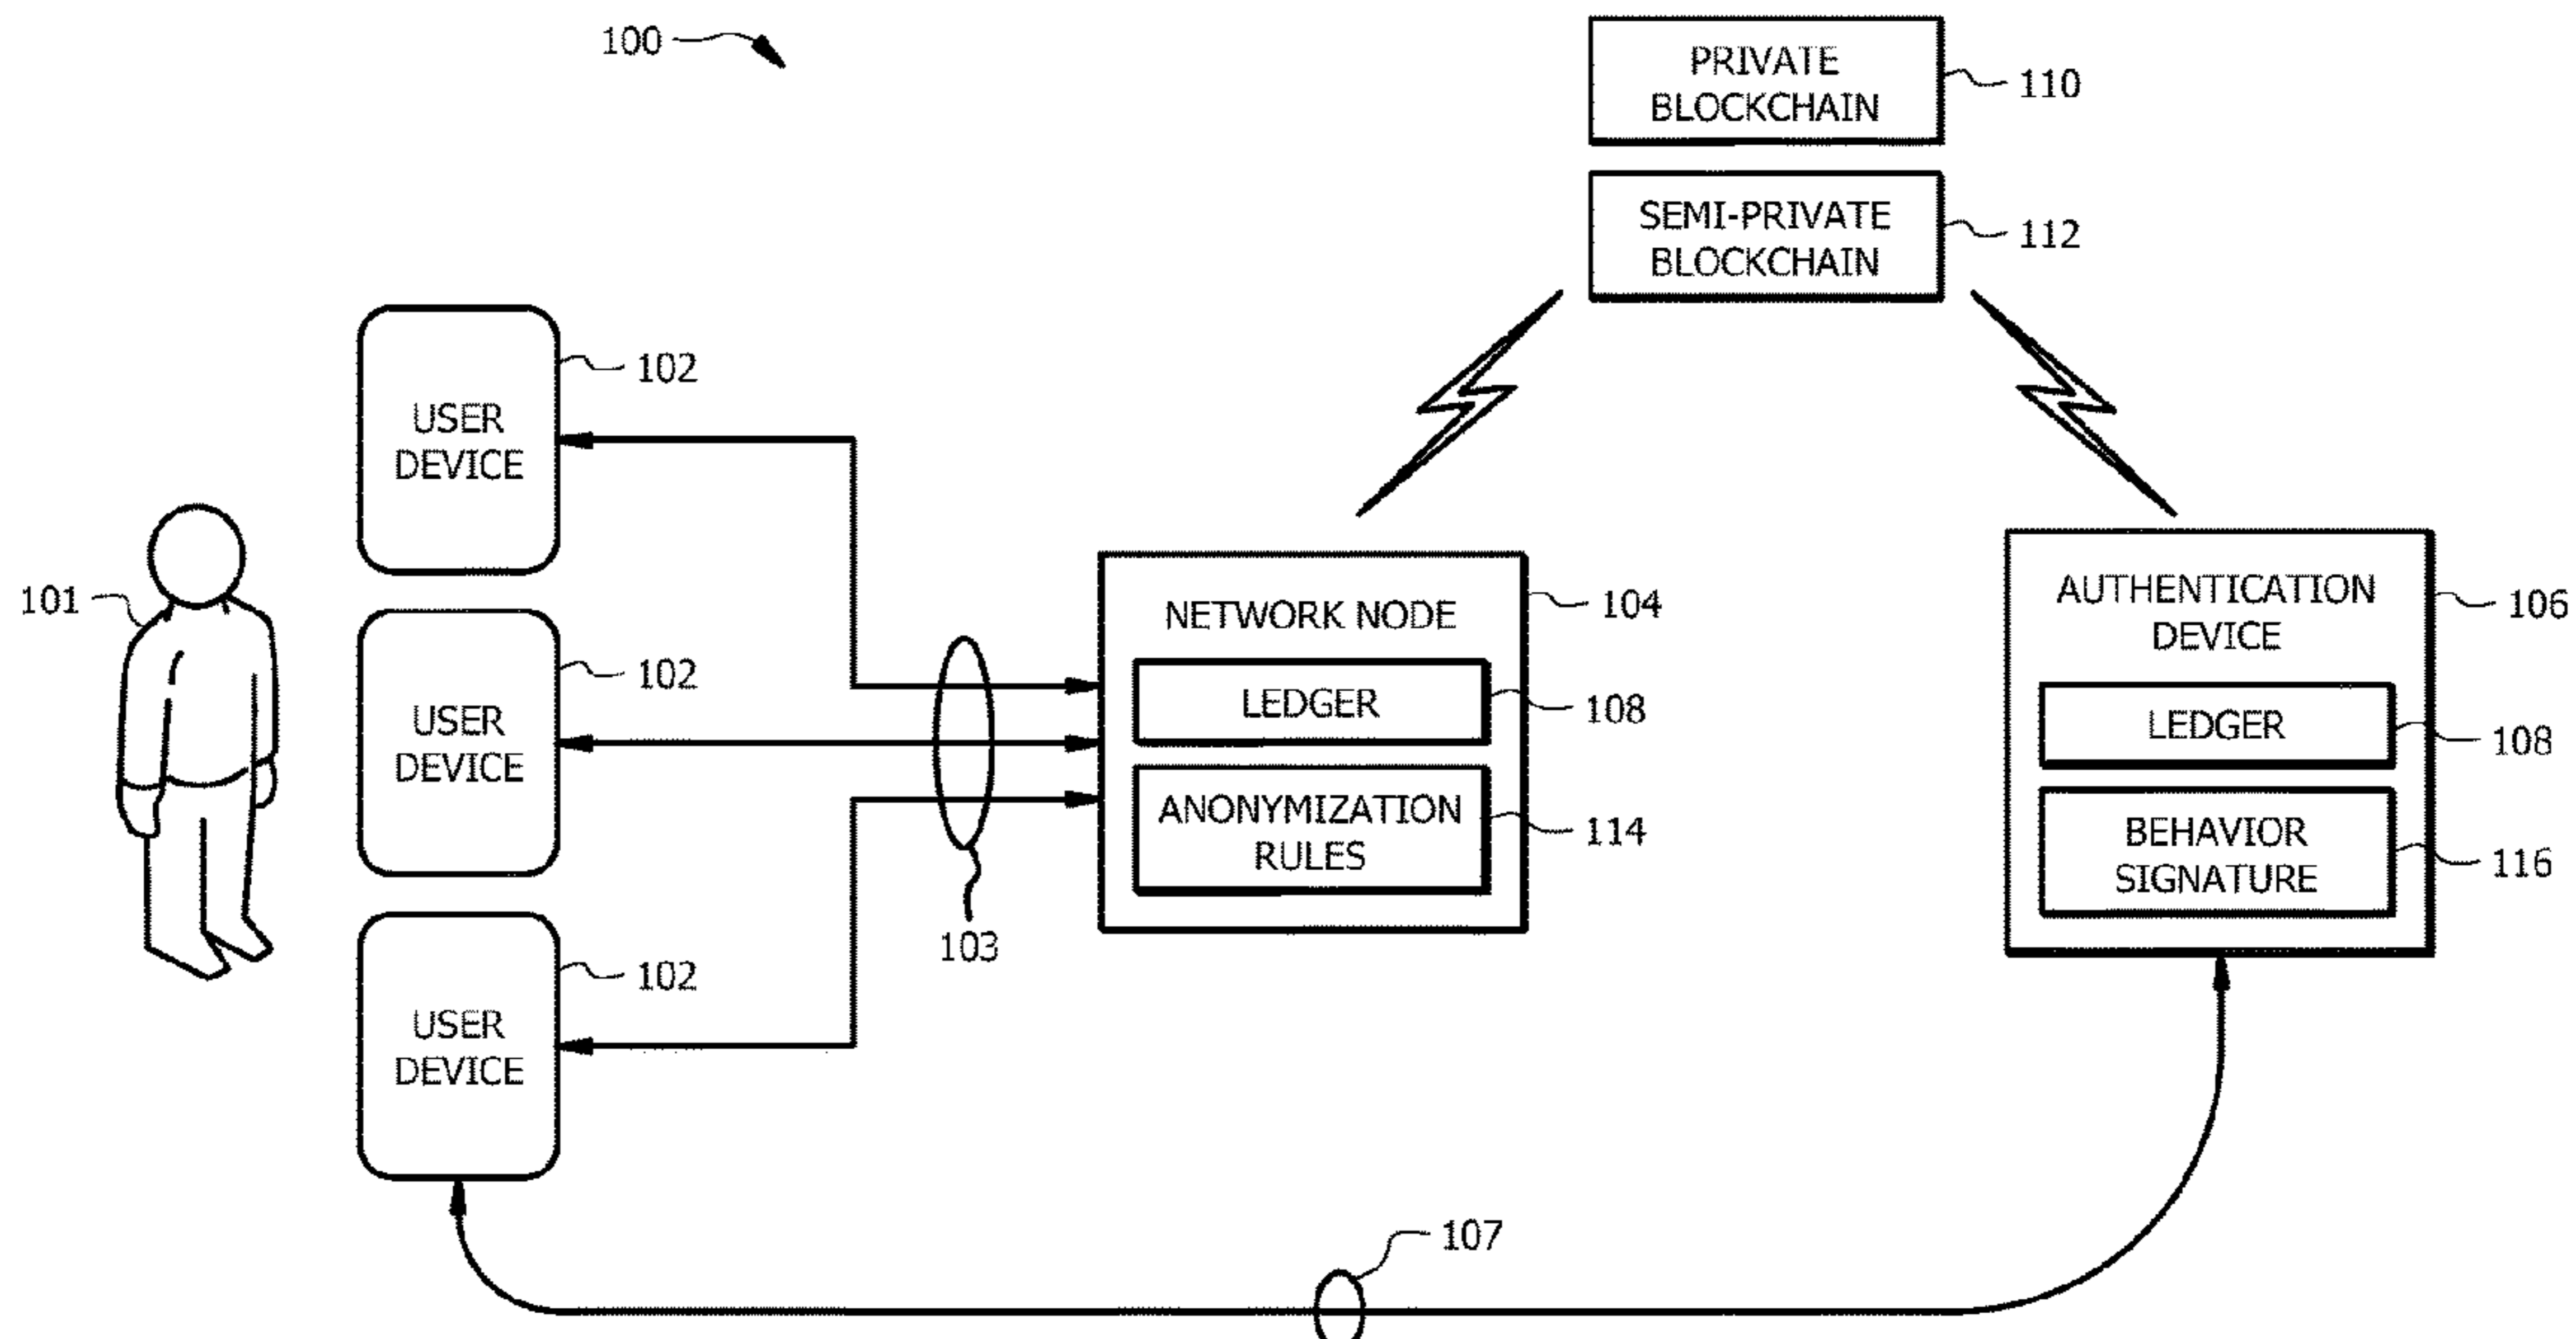 100
PRIVATE
BLOCKCHAIN
110
SEMI-PRIVATE
BLOCKCHAIN
112
USER
DEVICE
102
101
USER
DEVICE
102
USER
DEVICE
102
103
NETWORK NODE
104
LEDGER
108
ANONYMIZATION
RULES
114
AUTHENTICATION
DEVICE
106
LEDGER
108
BEHAVIOR
SIGNATURE
116
107